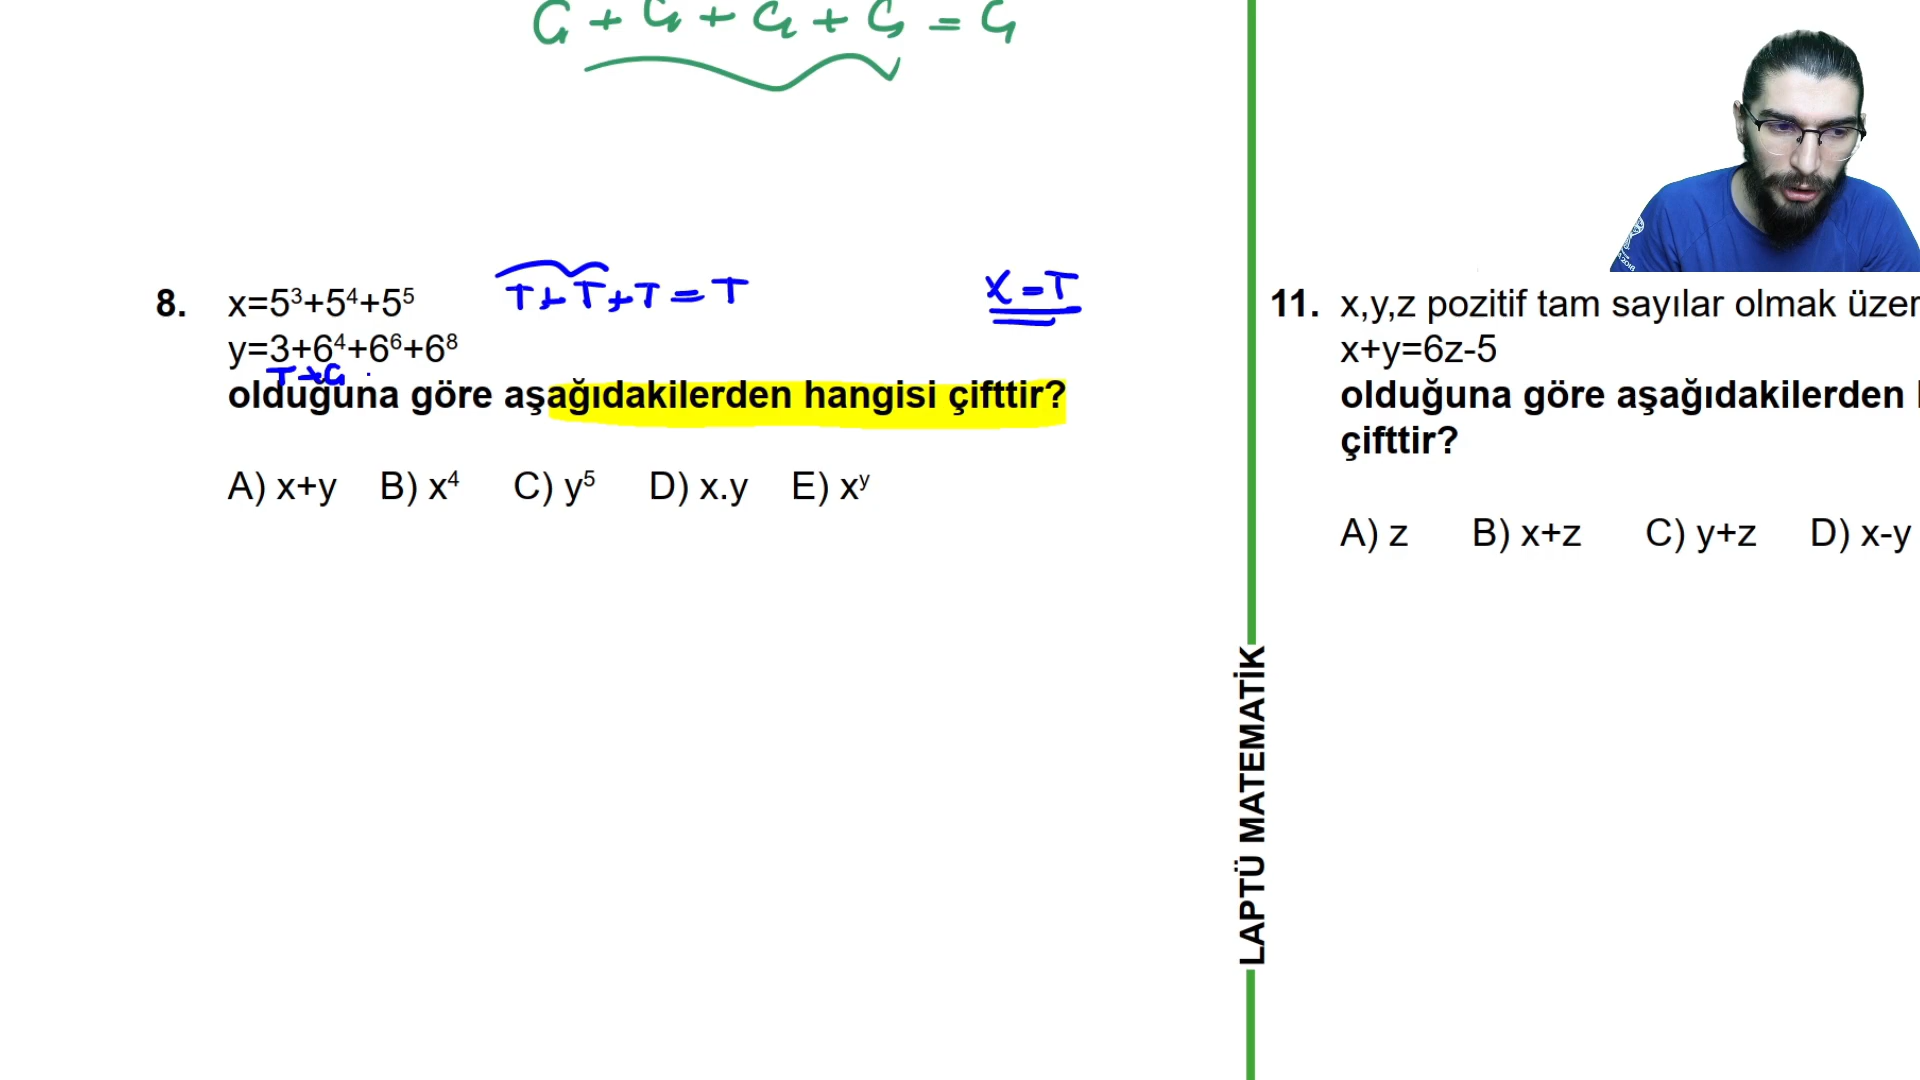 Ç + Ç + Ç + Ç = Ç
8. x=5³+5⁴+5⁵ T+T+T=T x=T
y=3+6⁴+6⁶+6⁸
T+Ç
olduğuna göre aşağıdakilerden hangisi çifttir?
A) x+y B) x⁴ C) y⁵ D) x.y E) xʸ
LAPTÜ MATEMATİK
11. x,y,z pozitif tam sayılar olmak üzer
x+y=6z-5
olduğuna göre aşağıdakilerden
çifttir?
A) z B) x+z C) y+z D) x-y